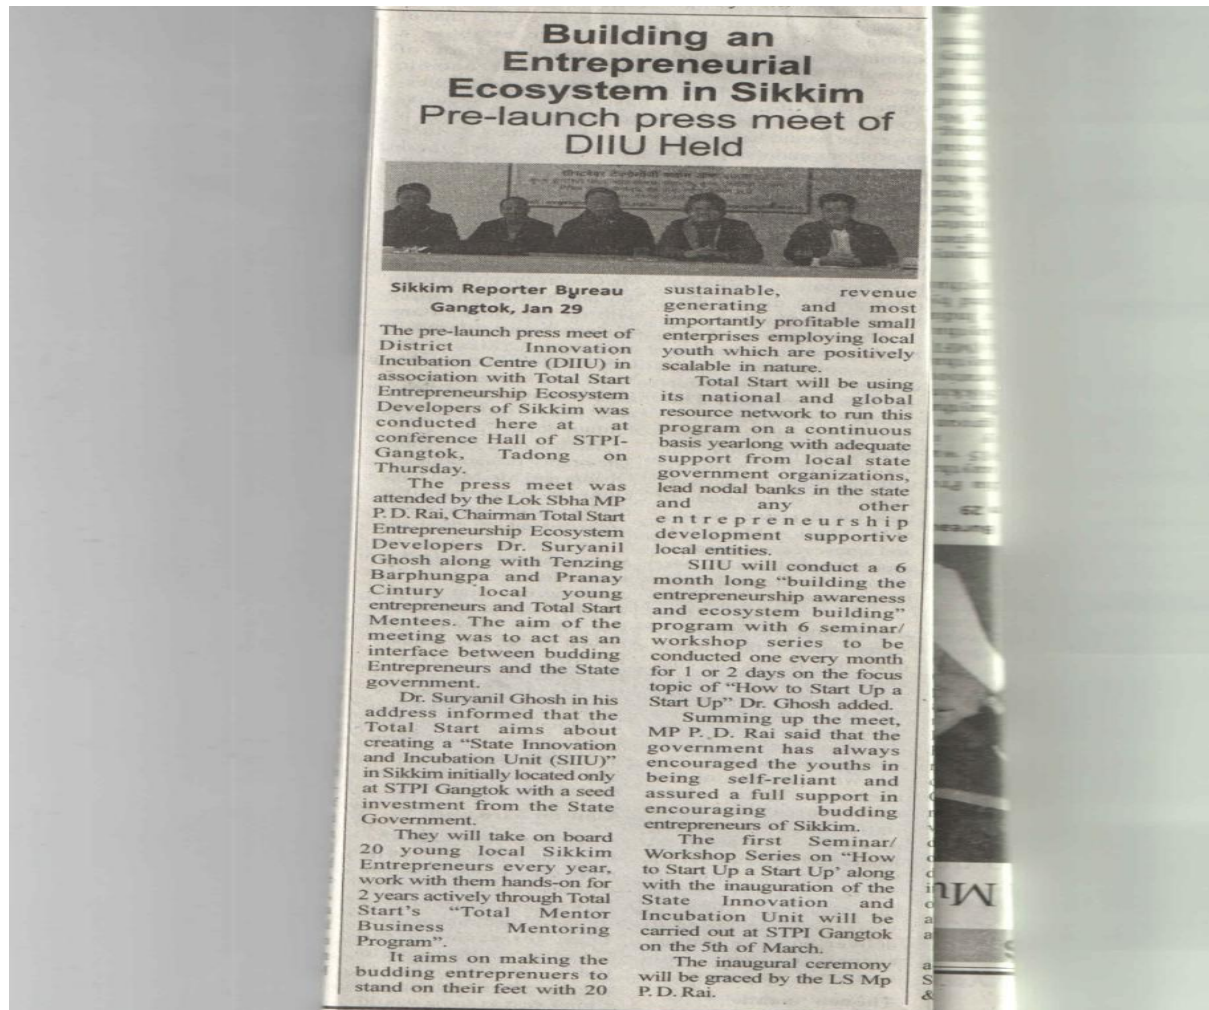 Building an
Entrepreneurial
Ecosystem in Sikkim
Pre-launch press meet of
DIIU Held
Sikkim Reporter Bureau
Gangtok, Jan 29
The pre-launch press meet of
District Innovation
Incubation Centre (DIIU) in
association with Total Start
Entrepreneurship Ecosystem
Developers of Sikkim was
conducted here at at
conference Hall of STPI-
Gangtok, Tadong on
Thursday.
The press meet was
attended by the Lok Sbha MP
P. D. Rai, Chairman Total Start
Entrepreneurship Ecosystem
Developers Dr. Suryanil
Ghosh along with Tenzing
Barphungpa and Pranay
Cintury local young
entrepreneurs and Total Start
Mentees. The aim of the
meeting was to act as an
interface between budding
Entrepreneurs and the State
government.
Dr. Suryanil Ghosh in his
address informed that the
Total Start aims about
creating a “State Innovation
and Incubation Unit (SIIU)”
in Sikkim initially located only
at STPI Gangtok with a seed
investment from the State
Government.
They will take on board
20 young local Sikkim
Entrepreneurs every year,
work with them hands-on for
2 years actively through Total
Start's “Total Mentor
Business Mentoring
Program”.
It aims on making the
budding entreprenuers to
stand on their feet with 20
sustainable, revenue
generating and most
importantly profitable small
enterprises employing local
youth which are positively
scalable in nature.
Total Start will be using
its national and global
resource network to run this
program on a continuous
basis yearlong with adequate
support from local state
government organizations,
lead nodal banks in the state
and any other
entrepreneurship
development supportive
local entities.
SIIU will conduct a 6
month long “building the
entrepreneurship awareness
and ecosystem building”
program with 6 seminar/
workshop series to be
conducted one every month
for 1 or 2 days on the focus
topic of “How to Start Up a
Start Up” Dr. Ghosh added.
Summing up the meet,
MP P. D. Rai said that the
government has always
encouraged the youths in
being self-reliant and
assured a full support in
encouraging budding
entrepreneurs of Sikkim.
The first Seminar/
Workshop Series on “How
to Start Up a Start Up’ along
with the inauguration of the
State Innovation and
Incubation Unit will be
carried out at STPI Gangtok
on the 5th of March.
The inaugural ceremony
will be graced by the LS Mp
P. D. Rai.